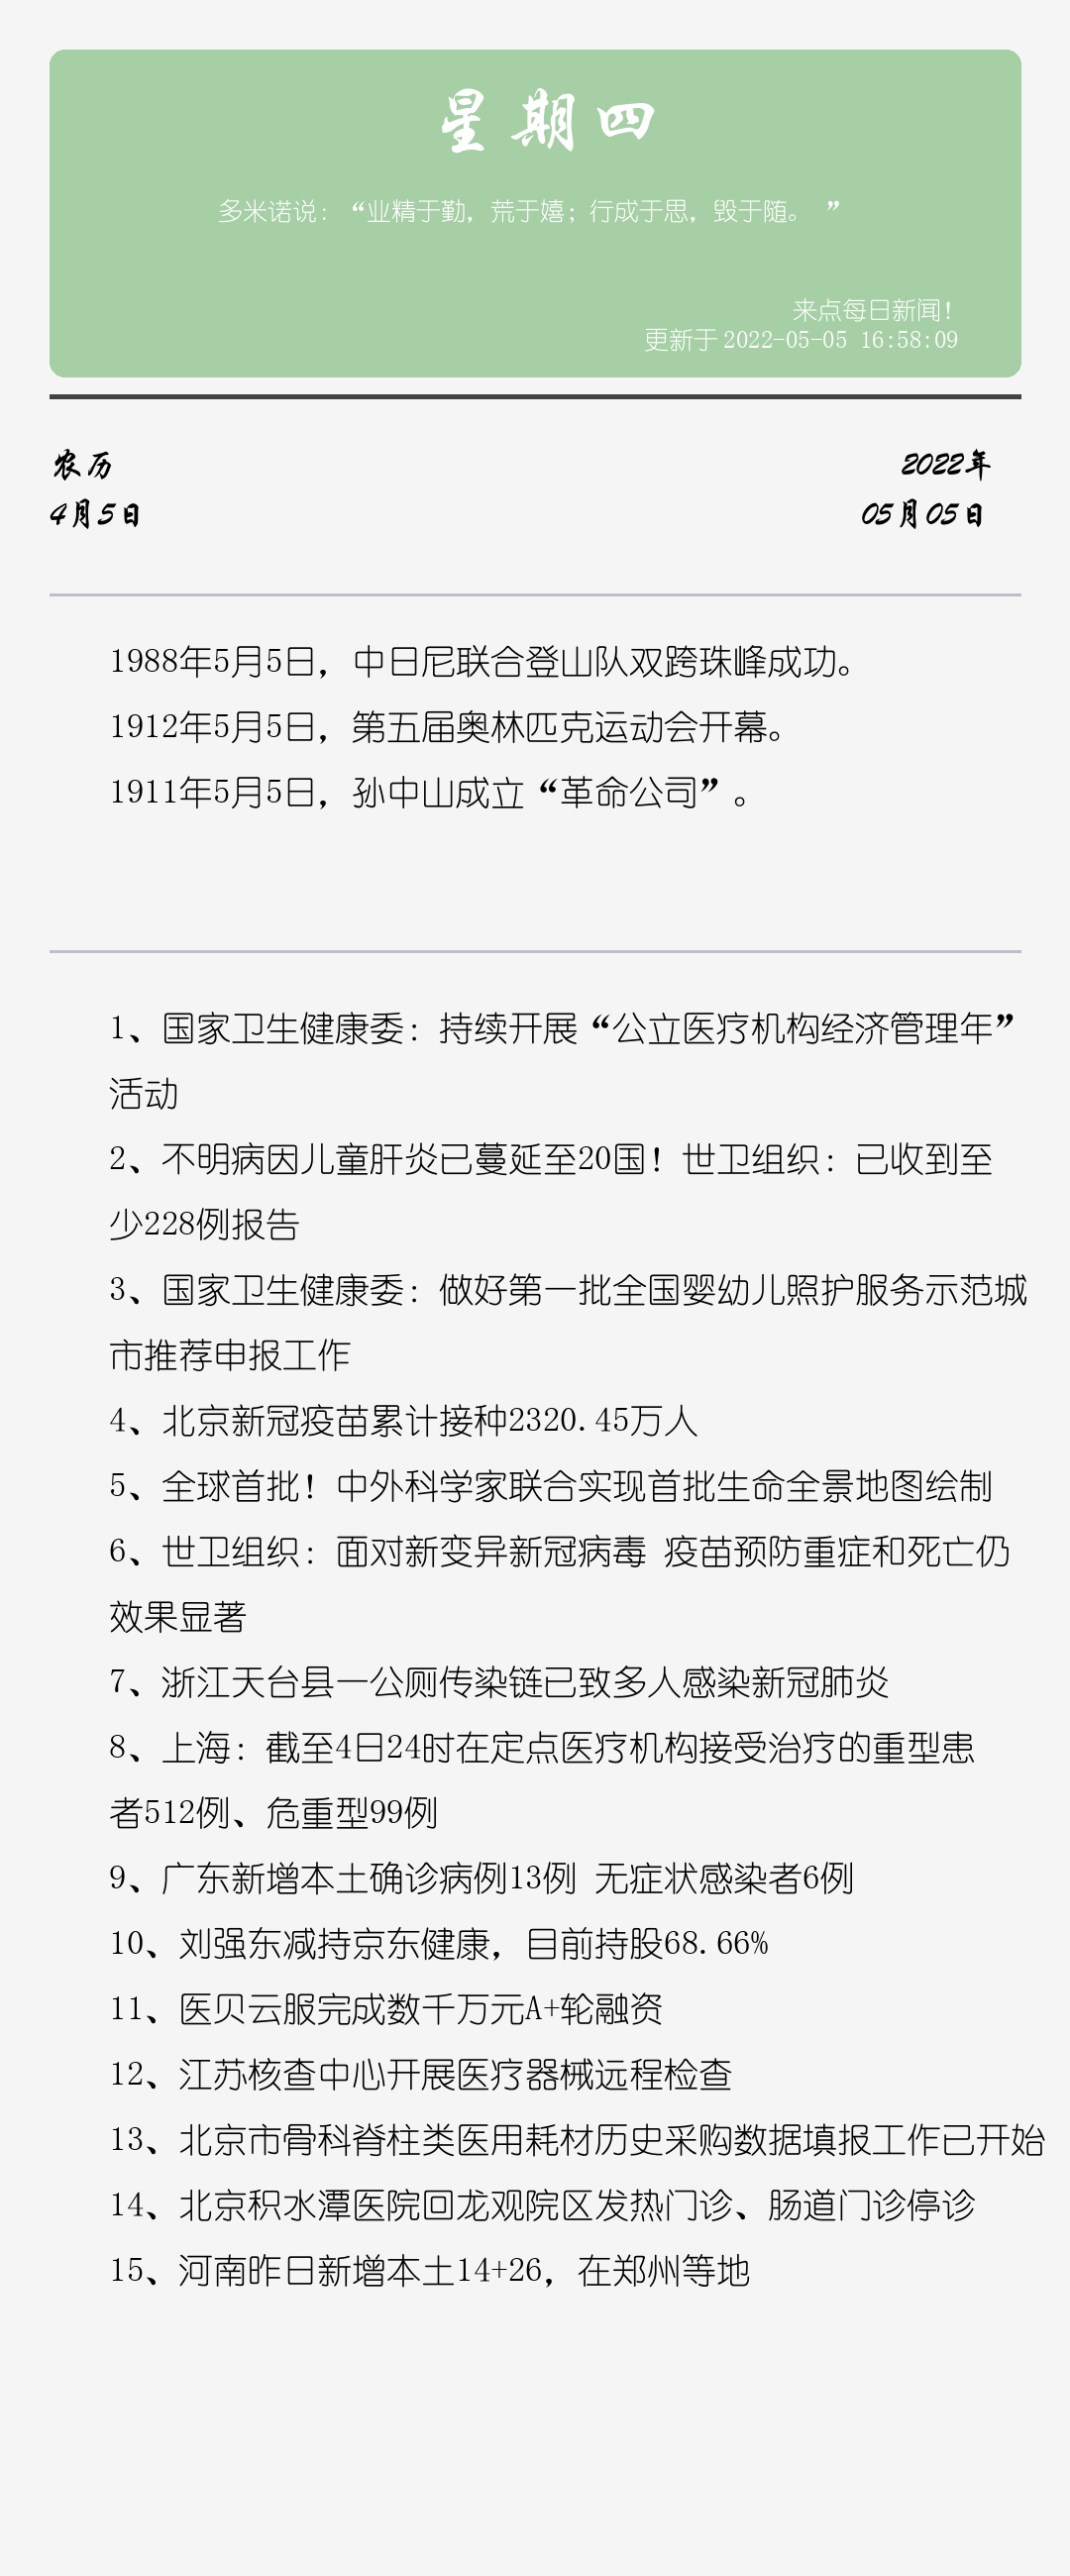 星期四
多米诺说：“业精于勤，荒于嬉；行成于思，毁于随。 ”
来点每日新闻！
更新于2022-05-05 16:58:09
农历
2022年
4月5日
05月05日
1988年5月5日，中日尼联合登山队双跨珠峰成功。
1912年5月5日，第五届奥林匹克运动会开幕。
1911年5月5日，孙中山成立“革命公司”。
1、国家卫生健康委：持续开展“公立医疗机构经济管理年”
活动
2、不明病因儿童肝炎已蔓延至20国！世卫组织：已收到至
少228例报告
3、国家卫生健康委：做好第一批全国婴幼儿照护服务示范城
市推荐申报工作
4、北京新冠疫苗累计接种2320.45万人
5、全球首批！中外科学家联合实现首批生命全景地图绘制
6、世卫组织：面对新变异新冠病毒 疫苗预防重症和死亡仍
效果显著
7、浙江天台县一公厕传染链已致多人感染新冠肺炎
8、上海：截至4日24时在定点医疗机构接受治疗的重型患
者512例、危重型99例
9、广东新增本土确诊病例13例 无症状感染者6例
10、刘强东减持京东健康，目前持股68.66%
11、医贝云服完成数千万元A+轮融资
12、江苏核查中心开展医疗器械远程检查
13、北京市骨科脊柱类医用耗材历史采购数据填报工作已开始
14、北京积水潭医院回龙观院区发热门诊、肠道门诊停诊
15、河南昨日新增本土14+26，在郑州等地